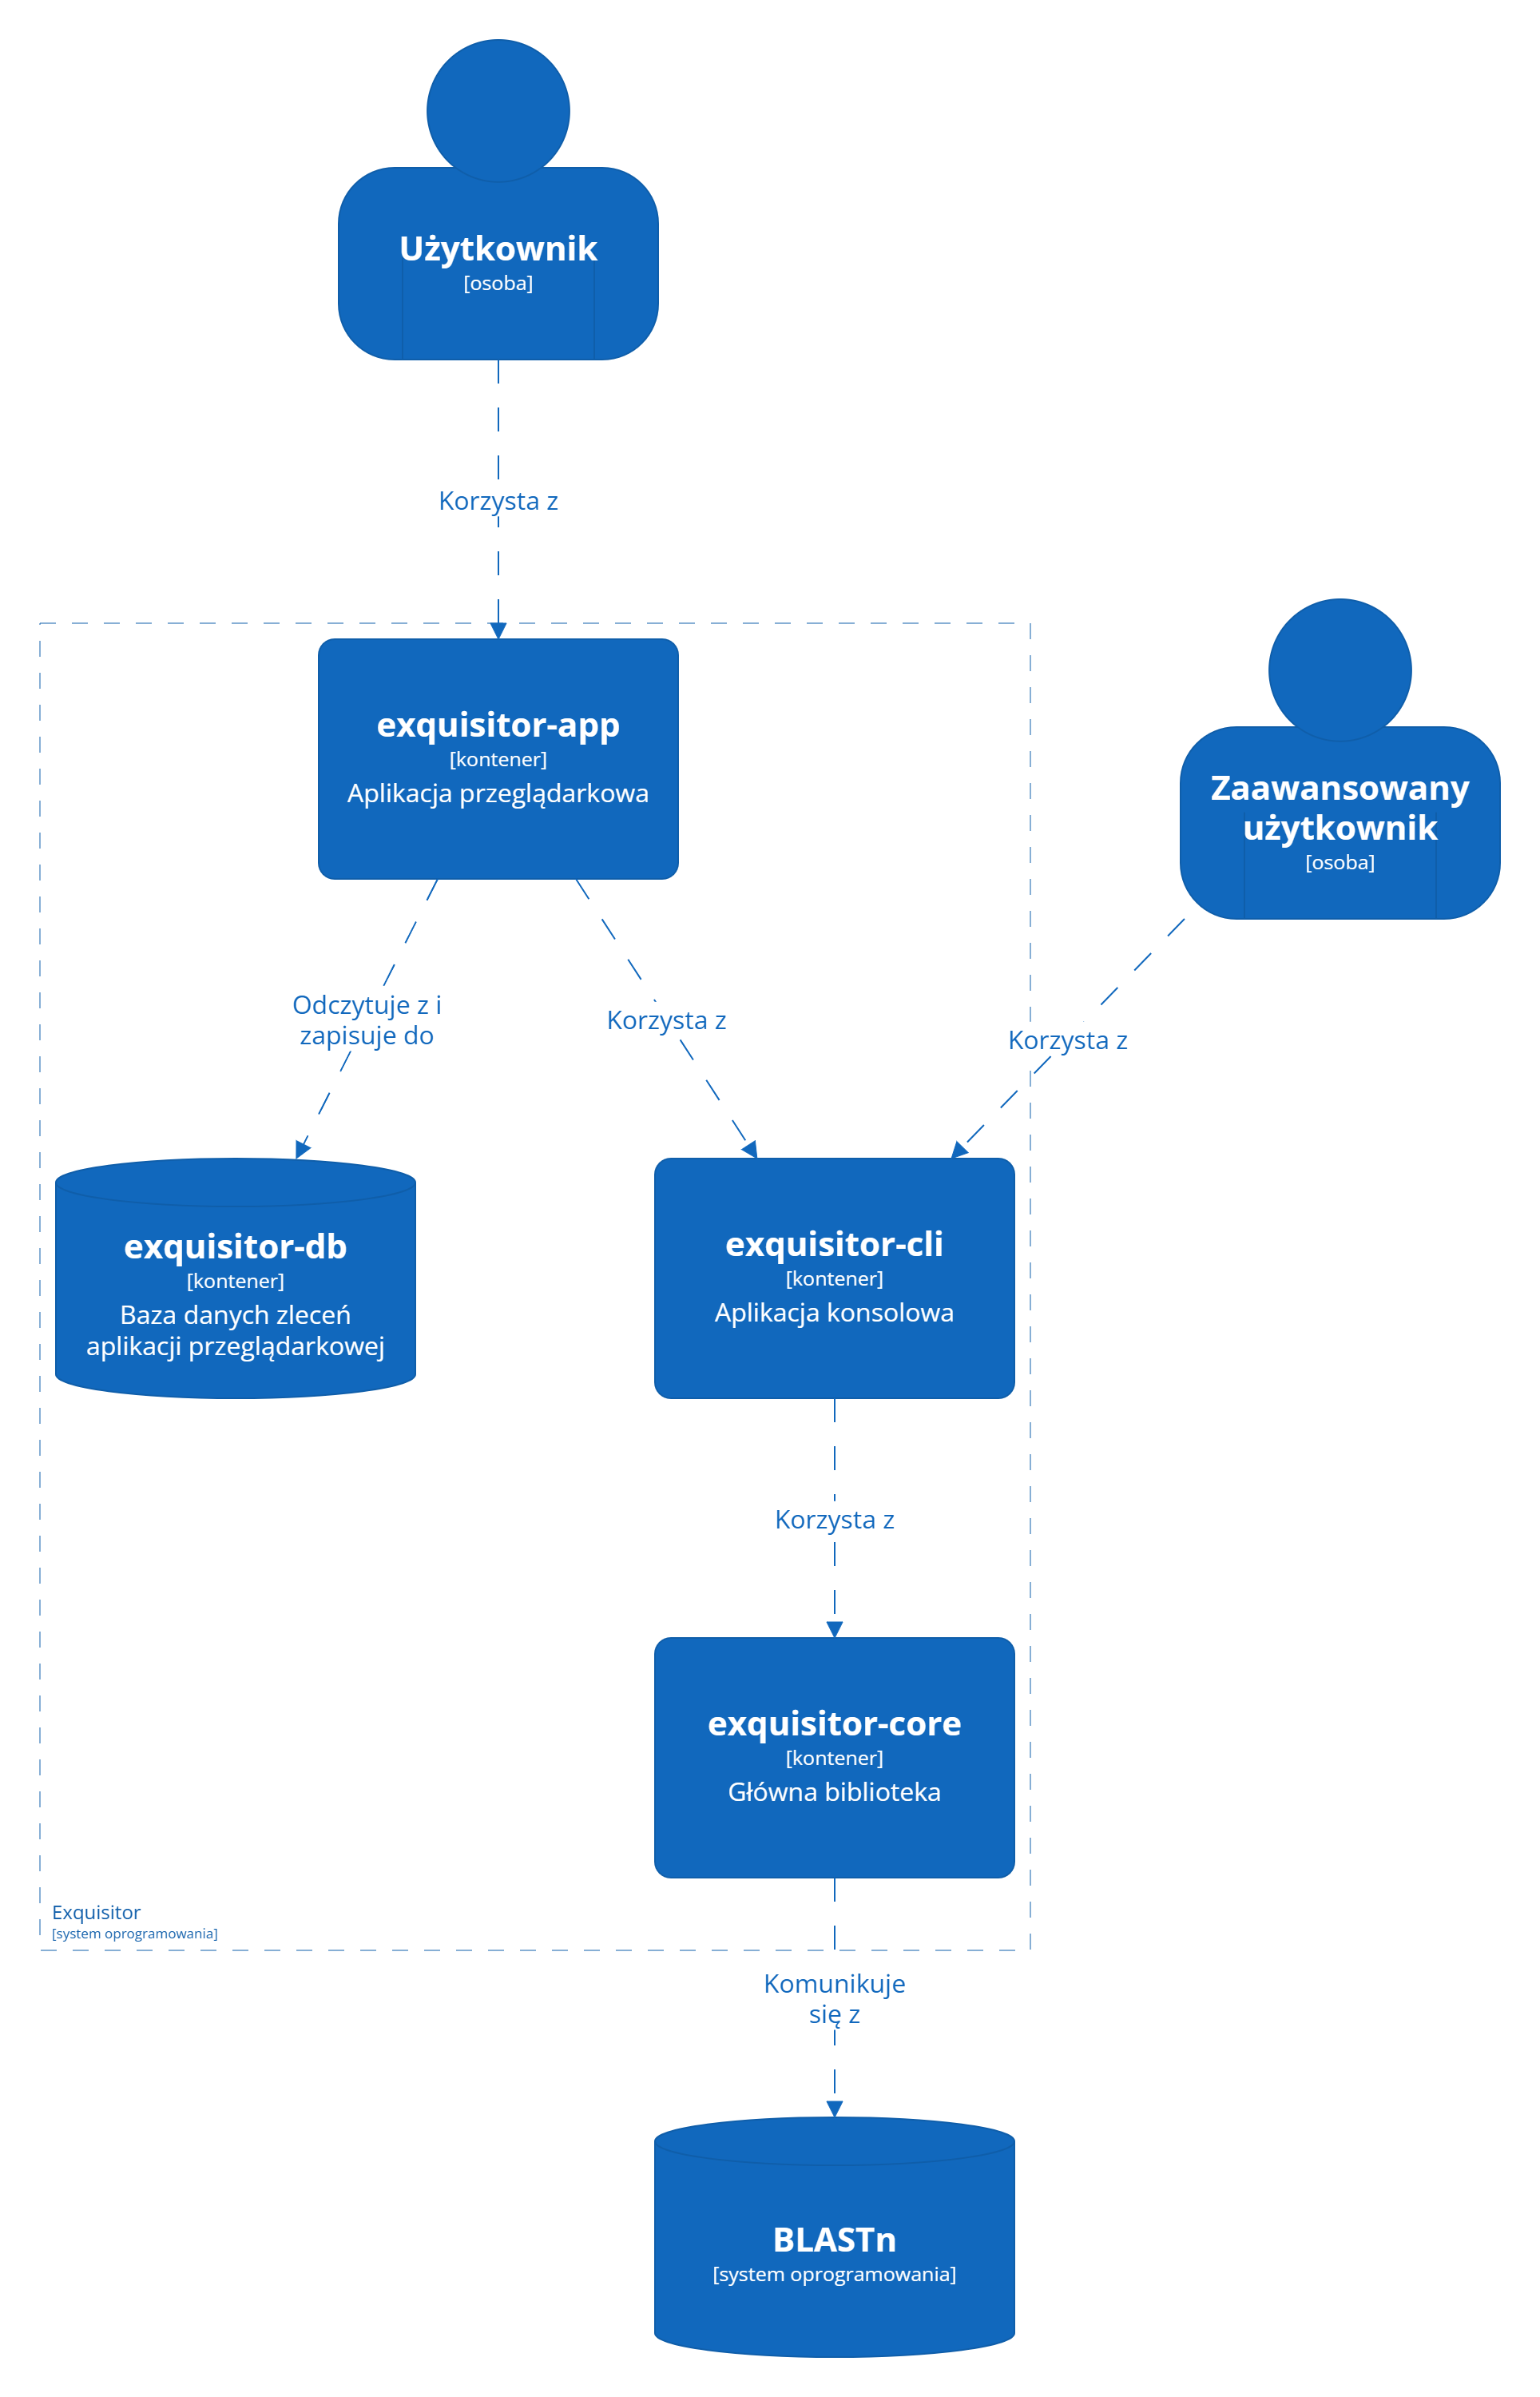 Użytkownik
[osoba]
Korzysta z
exquisitor-app
[kontener]
Aplikacja przeglądarkowa
Zaawansowany
użytkownik
[osoba]
Odczytuje z i
zapisuje do
Korzysta z
Korzysta z
exquisitor-db
[kontener]
Baza danych zleceń
aplikacji przeglądarkowej
exquisitor-cli
[kontener]
Aplikacja konsolowa
Korzysta z
exquisitor-core
[kontener]
Główna biblioteka
Exquisitor
[system oprogramowania]
Komunikuje
się z
BLASTn
[system oprogramowania]